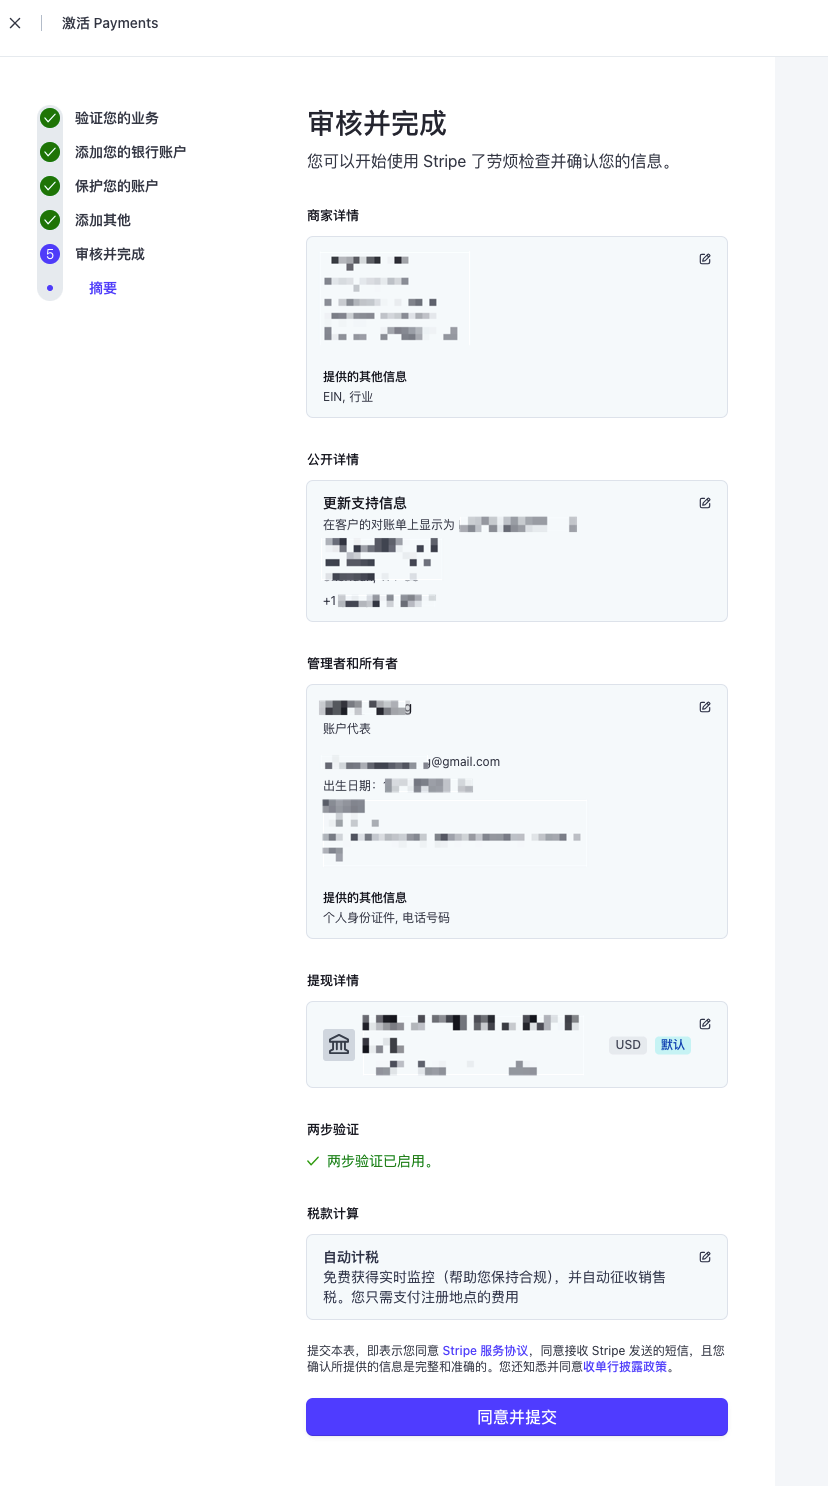 激活 Payments
验证您的业务
添加您的银行账户
保护您的账户
添加其他
5 审核并完成
摘要
审核并完成
您可以开始使用 Stripe 了劳烦检查并确认您的信息。
商家详情
提供的其他信息
EIN, 行业
公开详情
更新支持信息
在客户的对账单上显示为
+1
管理者和所有者
账户代表
@gmail.com
出生日期：
提供的其他信息
个人身份证件, 电话号码
提现详情
USD 默认
两步验证
两步验证已启用。
税款计算
自动计税
免费获得实时监控（帮助您保持合规），并自动征收销售
税。您只需支付注册地点的费用
提交本表，即表示您同意 Stripe 服务协议，同意接收 Stripe 发送的短信，且您
确认所提供的信息是完整和准确的。您还知悉并同意收单行披露政策。
同意并提交